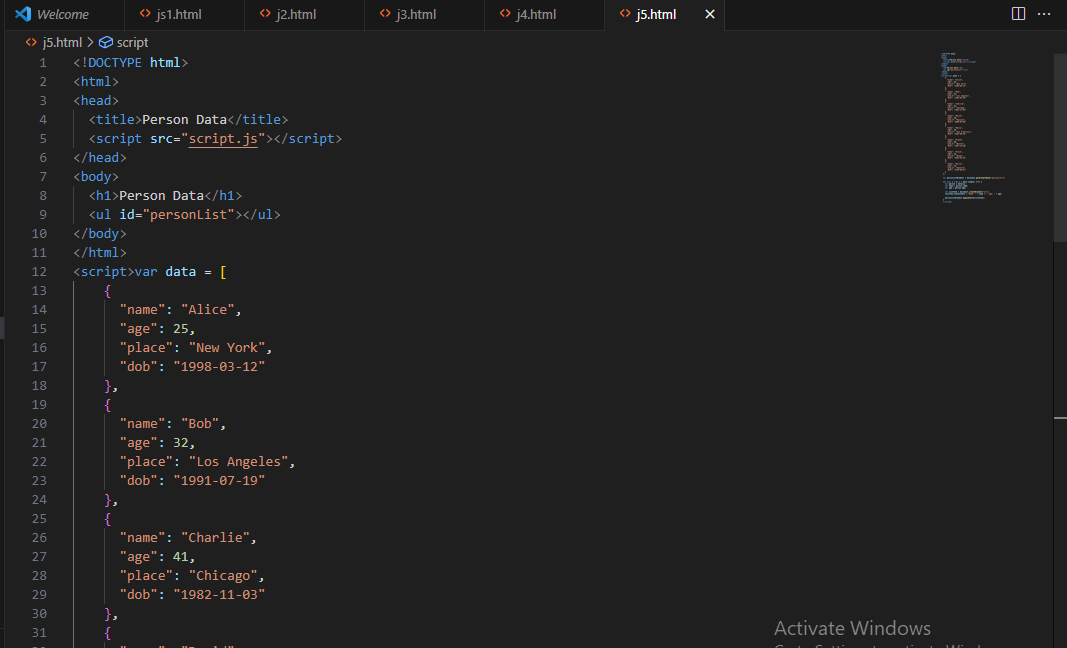 Welcome js1.html j2.html j3.html j4.html j5.html
j5.html > script
1 <!DOCTYPE html>
2 <html>
3 <head>
4 <title>Person Data</title>
5 <script src="script.js"></script>
6 </head>
7 <body>
8 <h1>Person Data</h1>
9 <ul id="personList"></ul>
10 </body>
11 </html>
12 <script>var data = [
13 {
14 "name": "Alice",
15 "age": 25,
16 "place": "New York",
17 "dob": "1998-03-12"
18 },
19 {
20 "name": "Bob",
21 "age": 32,
22 "place": "Los Angeles",
23 "dob": "1991-07-19"
24 },
25 {
26 "name": "Charlie",
27 "age": 41,
28 "place": "Chicago",
29 "dob": "1982-11-03"
30 },
31 {
Activate Windows